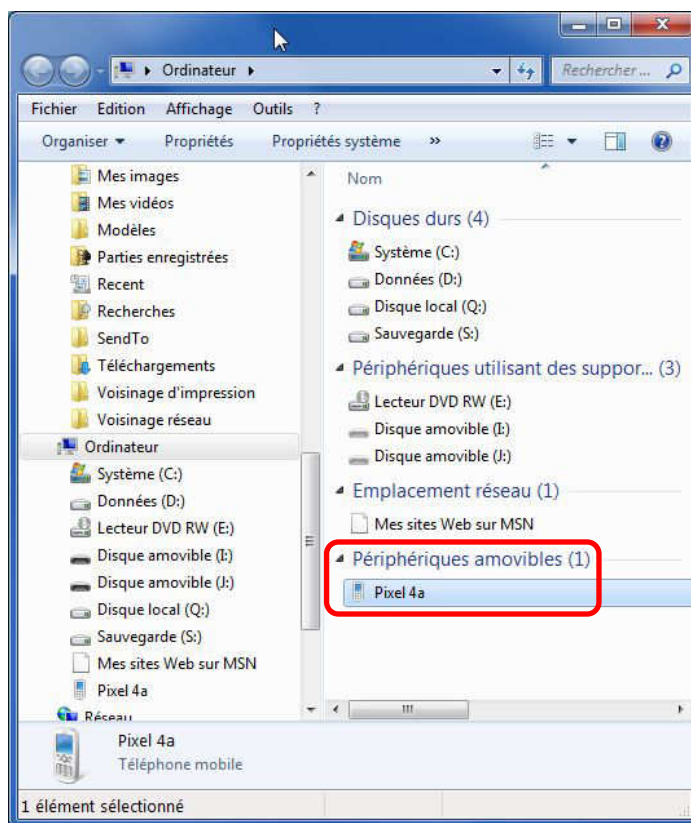 Ordinateur
Rechercher ...
Fichier Edition Affichage Outils ?
Organiser Propriétés Propriétés système »
Mes images
Mes vidéos
Modèles
Parties enregistrées
Recent
Recherches
SendTo
Téléchargements
Voisinage d'impression
Voisinage réseau
Ordinateur
Système (C:)
Données (D:)
Lecteur DVD RW (E:)
Disque amovible (I:)
Disque amovible (J:)
Disque local (Q:)
Sauvegarde (S:)
Mes sites Web sur MSN
Pixel 4a
Réseau
Nom
Disques durs (4)
Système (C:)
Données (D:)
Disque local (Q:)
Sauvegarde (S:)
Périphériques utilisant des suppor... (3)
Lecteur DVD RW (E:)
Disque amovible (I:)
Disque amovible (J:)
Emplacement réseau (1)
Mes sites Web sur MSN
Périphériques amovibles (1)
Pixel 4a
Pixel 4a
Téléphone mobile
1 élément sélectionné